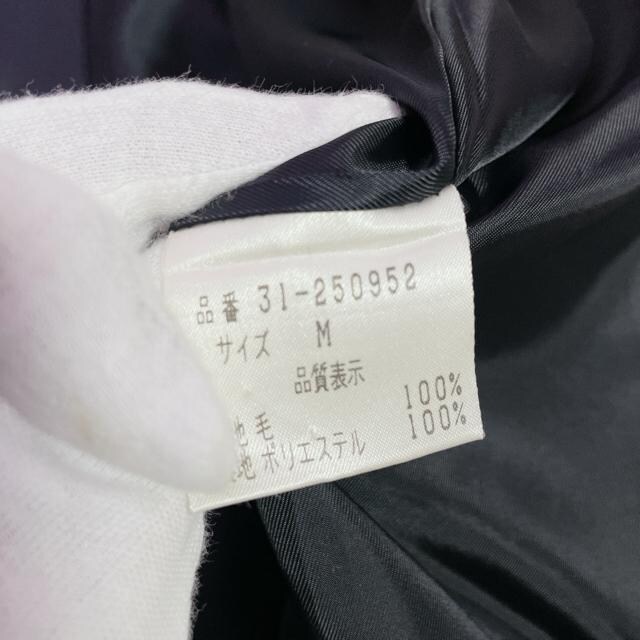 品番 31-250952
サイズ M
品質表示
地毛 100%
地 ポリエステル 100%